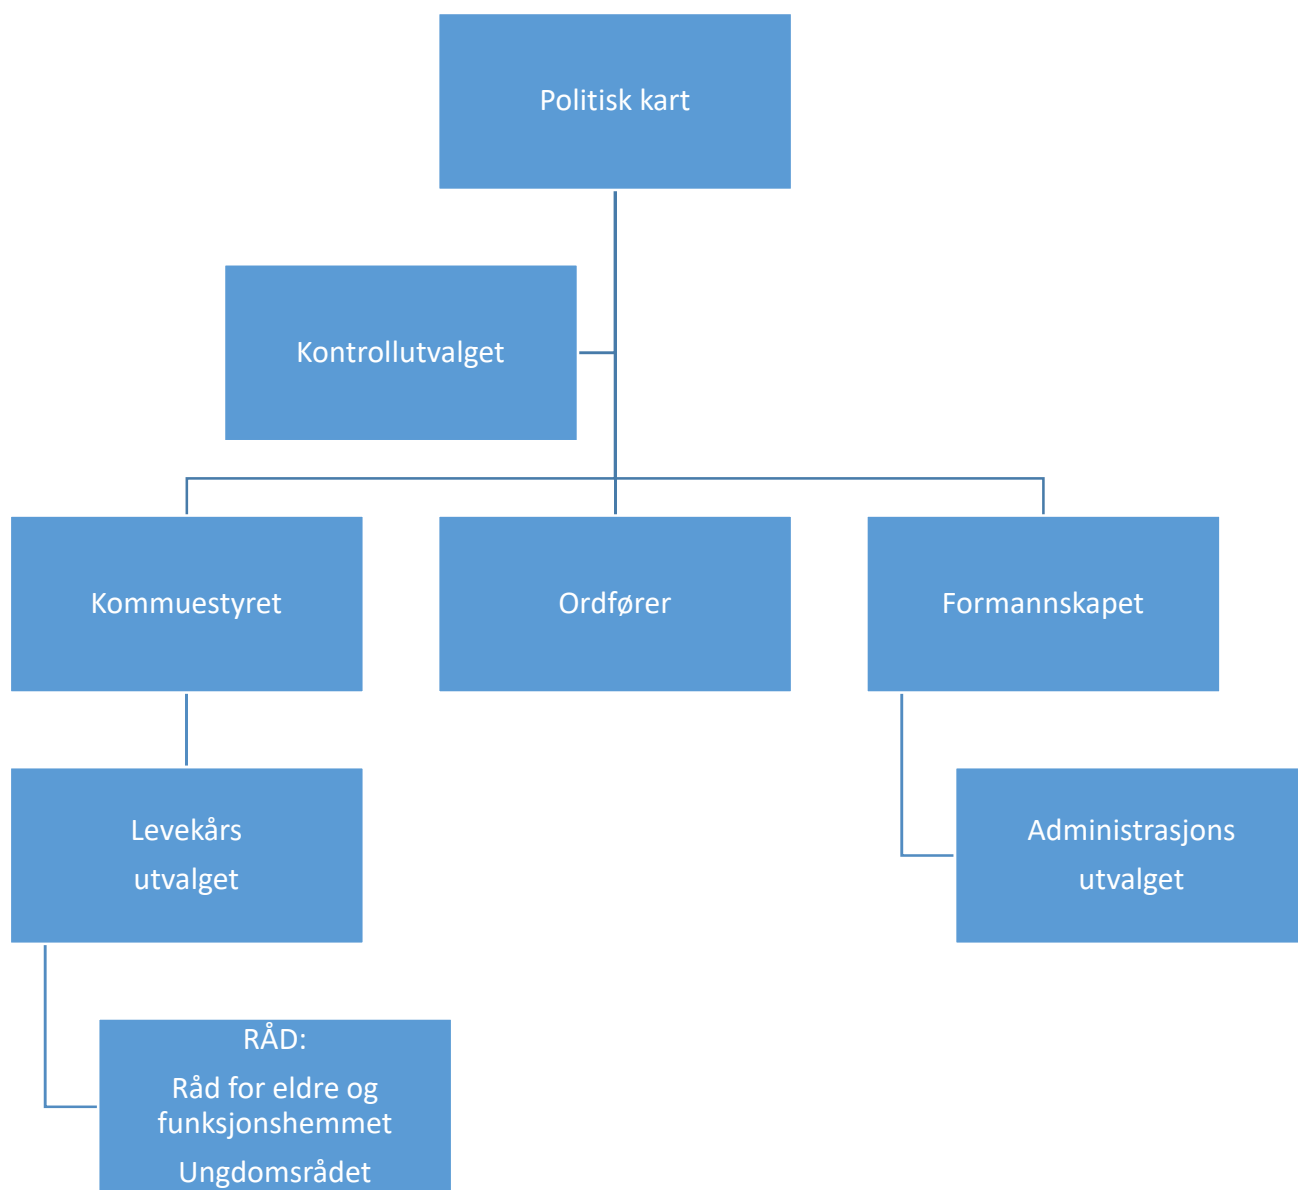 Politisk kart
Kontrollutvalget
Kommuestyret
Ordfører
Formannskapet
Levekårs
utvalget
Administrasjons
utvalget
RÅD:
Råd for eldre og
funksjonshemmet
Ungdomsrådet